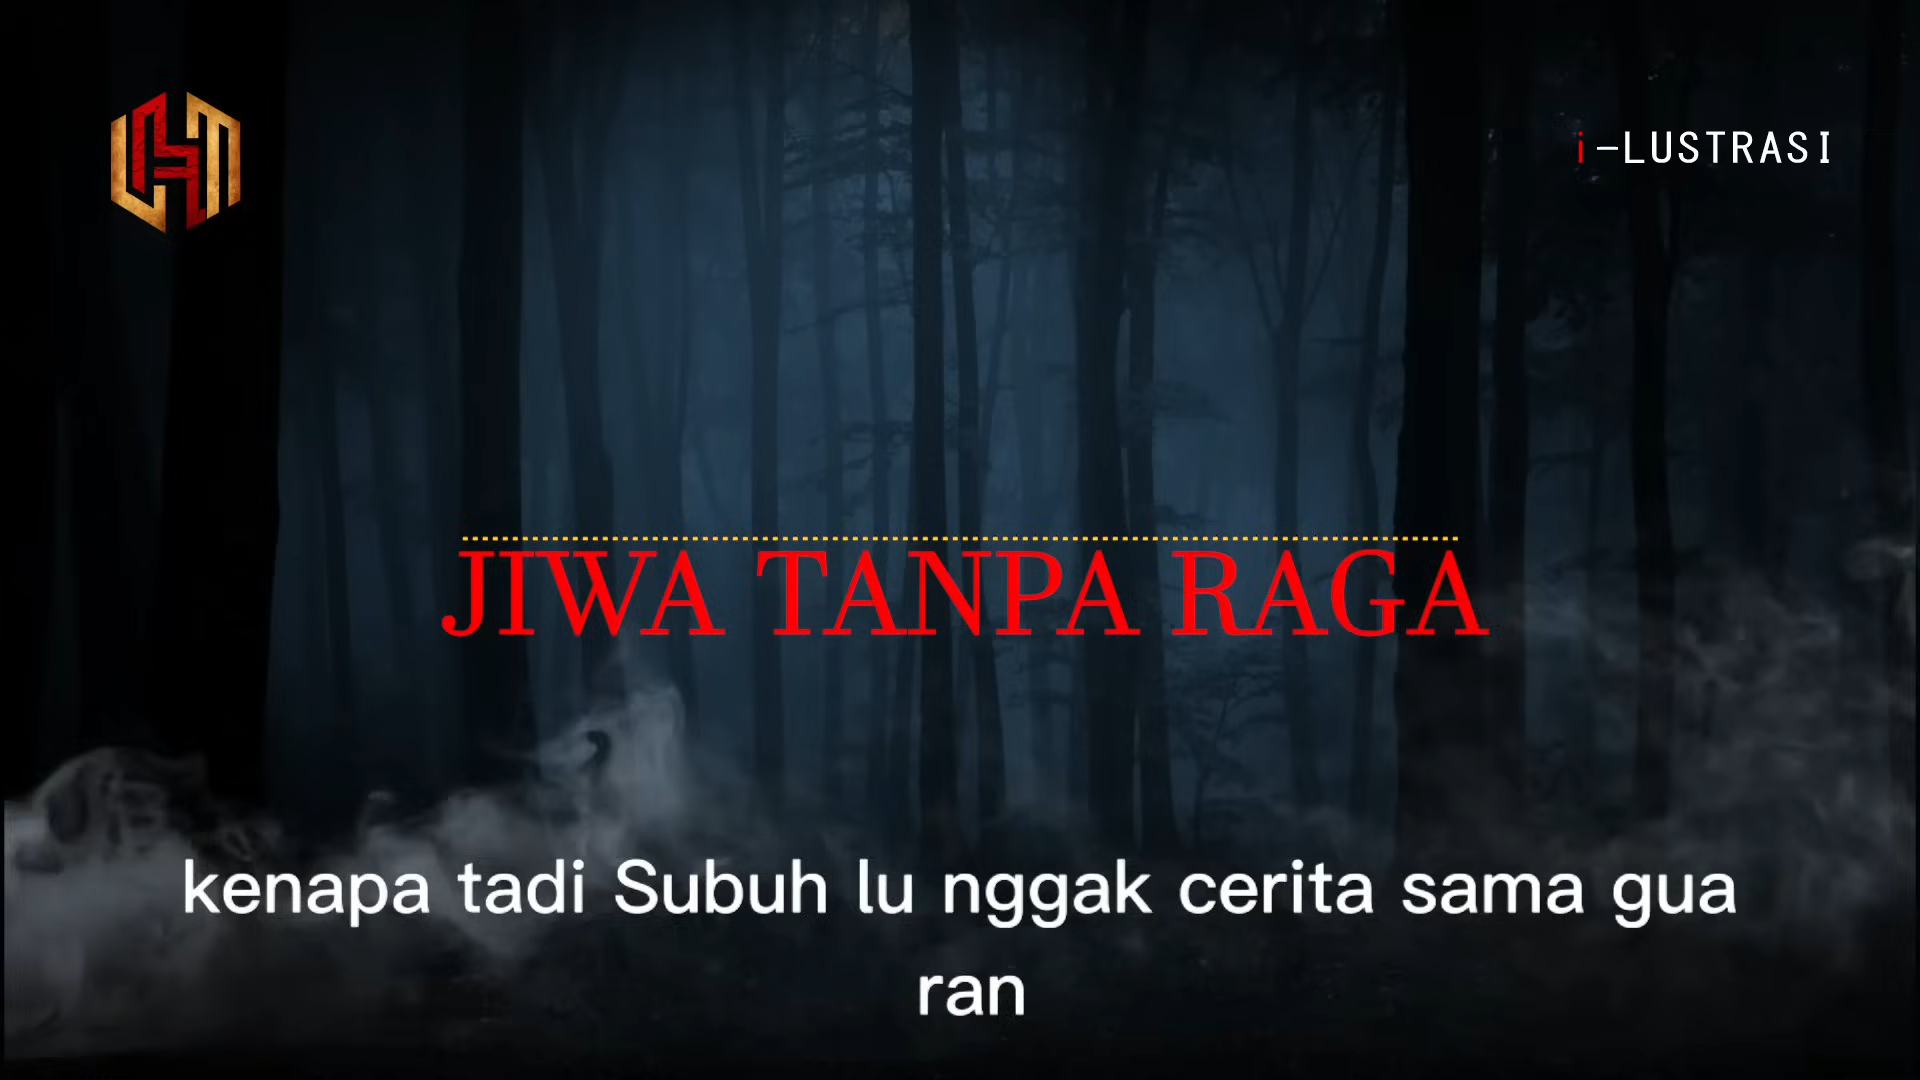 i-LUSTRASI
JIWA TANPA RAGA
kenapa tadi Subuh lu nggak cerita sama gua
ran